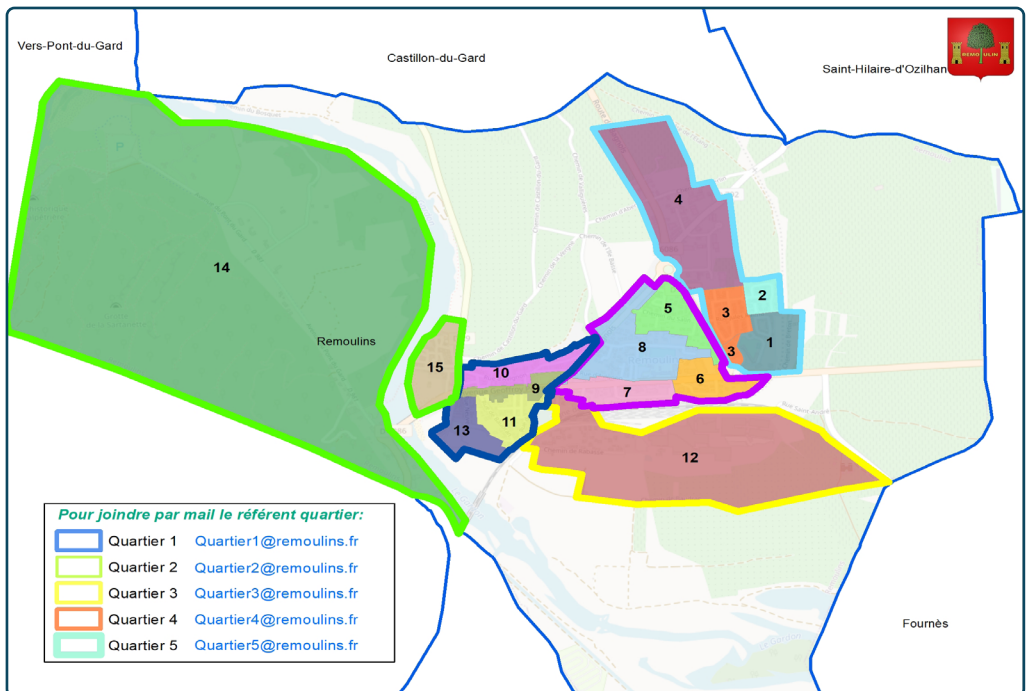 Vers-Pont-du-Gard
Castillon-du-Gard
Saint-Hilaire-d'Ozilhan
REMOULIN
4
2
14
5
3
1
Remoulins
8
3
15
10
6
9
7
13
11
12
Pour joindre par mail le référent quartier:
Quartier 1 Quartier1@remoulins.fr
Quartier 2 Quartier2@remoulins.fr
Quartier 3 Quartier3@remoulins.fr
Quartier 4 Quartier4@remoulins.fr
Quartier 5 Quartier5@remoulins.fr
Fournès